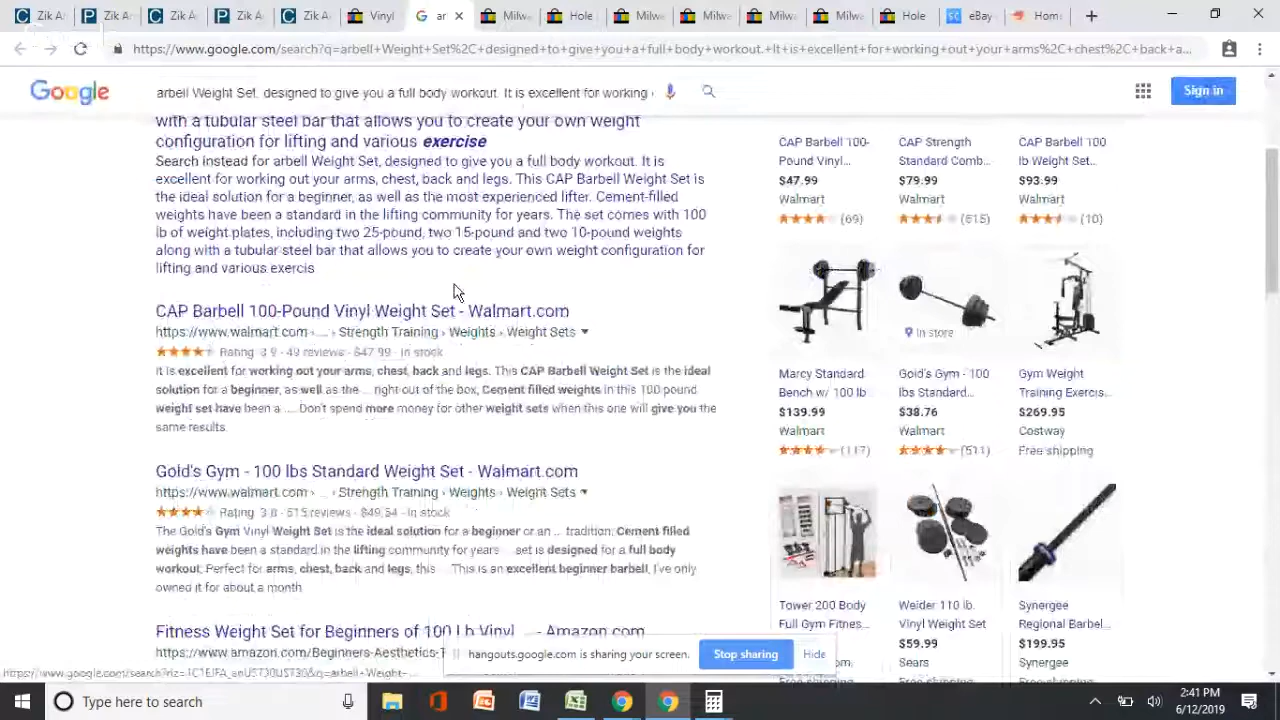 Zik A
Zik Ar
Zik Ar
Zik A
Vinyl
ar
Milwe
Hole
Milwe
Milwe
Milwa
Hole
eBay
Hom
https://www.google.com/search?q=arbell+Weight+Set%2C+designed+to+give+you+a+full+body+workout.+It+is+excellent+for+working+out+your+arms%2C+chest%2C+back+a...
Google
arbell Weight Set, designed to give you a full body workout. It is excellent for working
Sign in
with a tubular steel bar that allows you to create your own weight
configuration for lifting and various exercise
Search instead for arbell Weight Set, designed to give you a full body workout. It is
excellent for working out your arms, chest, back and legs. This CAP Barbell Weight Set is
the ideal solution for a beginner, as well as the most experienced lifter. Cement-filled
weights have been a standard in the lifting community for years. The set comes with 100
lb of weight plates, including two 25-pound, two 15-pound and two 10-pound weights
along with a tubular steel bar that allows you to create your own weight configuration for
lifting and various exercis
CAP Barbell 100-Pound Vinyl Weight Set - Walmart.com
https://www.walmart.com › ... › Strength Training › Weights › Weight Sets
Rating: 3.9 - 49 reviews - $47.99 - In stock
It is excellent for working out your arms, chest, back and legs. This CAP Barbell Weight Set is the ideal
solution for a beginner, as well as the ... right out of the box, Cement filled weights in this 100 pound
weight set have been a ... Don't spend more money for other weight sets when this one will give you the
same results.
Gold's Gym - 100 lbs Standard Weight Set - Walmart.com
https://www.walmart.com › ... › Strength Training › Weights › Weight Sets
Rating: 3.8 - 515 reviews - $49.54 - In stock
The Gold's Gym Vinyl Weight Set is the ideal solution for a beginner or an ... tradition. Cement filled
weights have been a standard in the lifting community for years ... set is designed for a full body
workout. Perfect for arms, chest, back and legs, this ... This is an excellent beginner barbell, I've only
owned it for about a month
Fitness Weight Set for Beginners of 100 Lb Vinyl ... - Amazon.com
https://www.amazon.com/Beginners-Aesthetics-T
CAP Barbell 100-
Pound Vinyl...
$47.99
Walmart
(69)
CAP Strength
Standard Comb...
$79.99
Walmart
(615)
CAP Barbell 100
lb Weight Set...
$93.99
Walmart
(10)
In store
Marcy Standard
Bench w/ 100 lb
$139.99
Walmart
(117)
Gold's Gym - 100
lbs Standard...
$38.76
Walmart
(511)
Gym Weight
Training Exercis...
$269.95
Costway
Free shipping
Tower 200 Body
Full Gym Fitnes...
Weider 110 lb.
Vinyl Weight Set
$59.99
Sears
Free shipping
Synergee
Regional Barbel...
$199.95
Synergee
Free shipping
hangouts.google.com is sharing your screen.
Stop sharing
Hide
Type here to search
2:41 PM
6/12/2019